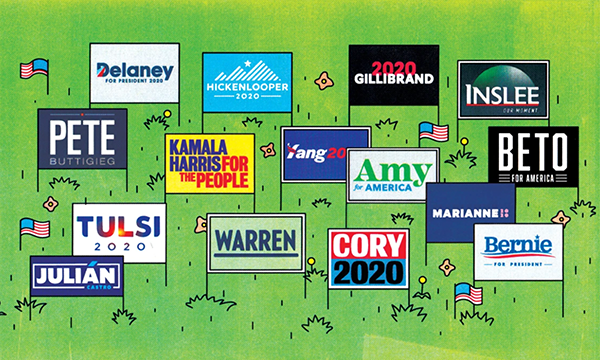 Delaney
FOR PRESIDENT 2020
HICKENLOOPER
2020
2020
GILLIBRAND
INSLEE
OUR MOMENT
PETE
BUTTIGIEG
KAMALA
HARRIS FOR
THE PEOPLE
Yang20
Amy
for AMERICA
BETO
FOR AMERICA
TULSI
2020
WARREN
CORY
2020
MARIANNE 2020
Bernie
FOR PRESIDENT
JULIÁN
CASTRO